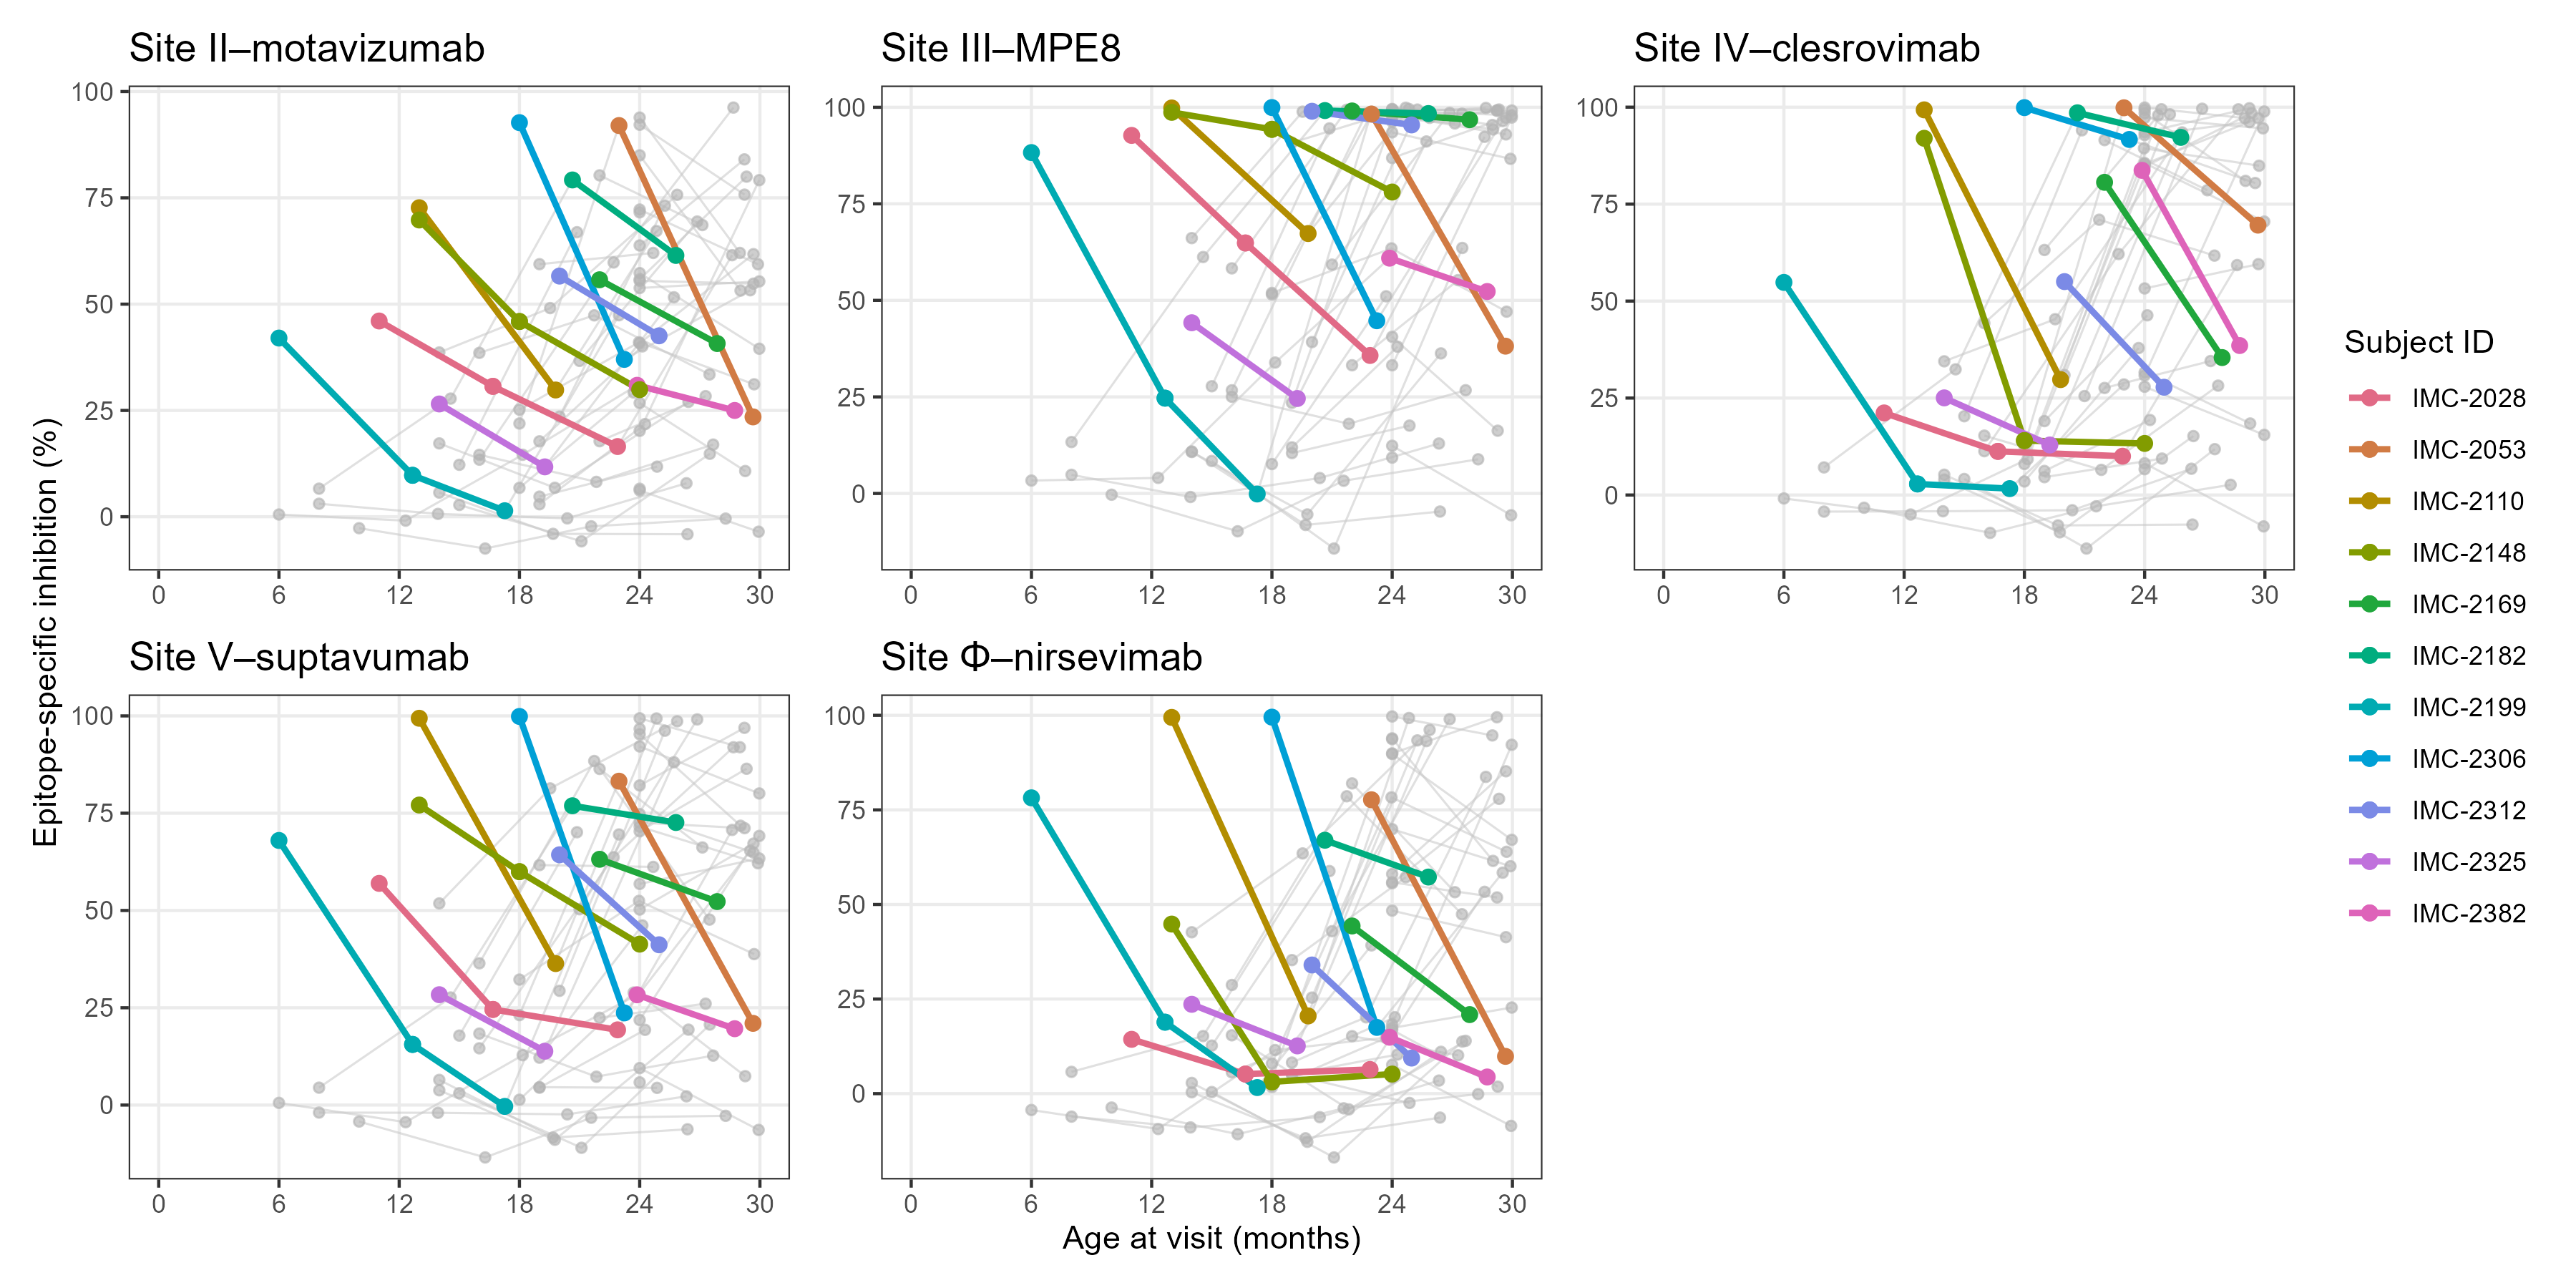 Site II–motavizumab
Site III–MPE8
Site IV–clesrovimab
100
75
50
25
0
0 6 12 18 24 30
100
75
50
25
0
0 6 12 18 24 30
100
75
50
25
0
0 6 12 18 24 30
Epitope-specific inhibition (%)
Site V–suptavumab
Site Φ–nirsevimab
100
75
50
25
0
0 6 12 18 24 30
100
75
50
25
0
0 6 12 18 24 30
Age at visit (months)
Subject ID
IMC-2028
IMC-2053
IMC-2110
IMC-2148
IMC-2169
IMC-2182
IMC-2199
IMC-2306
IMC-2312
IMC-2325
IMC-2382